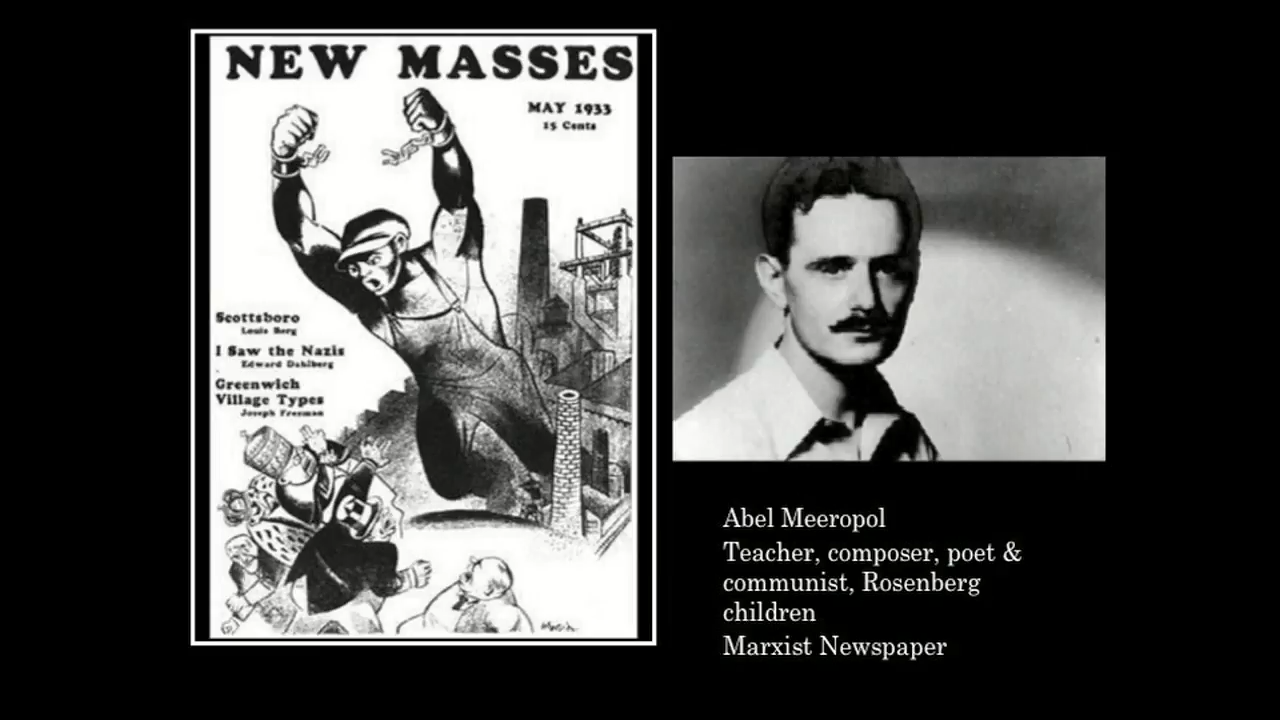 NEW MASSES
MAY 1933
15 Cents
Scottsboro
Louis Berg
I Saw the Nazis
Edward Dahlberg
Greenwich
Village Types
Joseph Freeman
Abel Meeropol
Teacher, composer, poet &
communist, Rosenberg
children
Marxist Newspaper